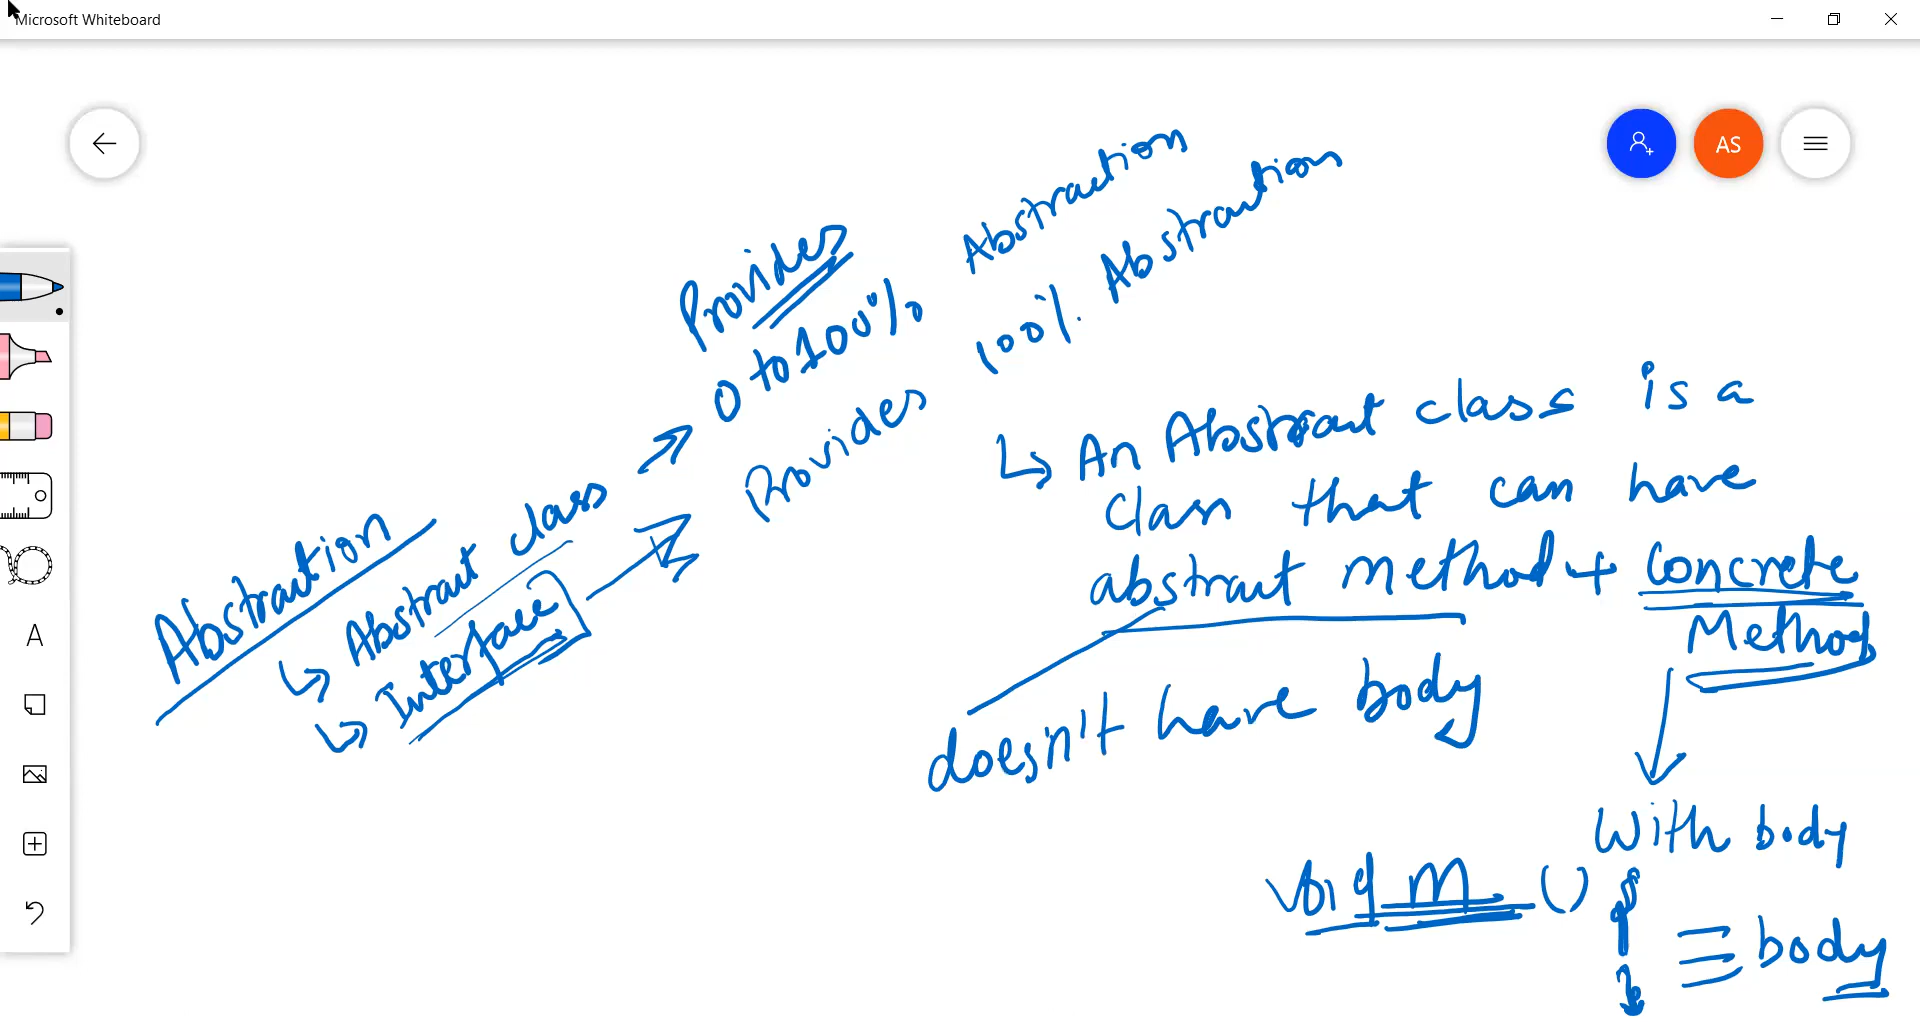 Microsoft Whiteboard
AS
A
Abstraction
Abstract class
Provides
0 to 100% Abstraction
Interface
Provides 100% Abstraction
An Abstract class is a
class that can have
abstract method + concrete
Method
doesn't have body
With body
void m ()
body